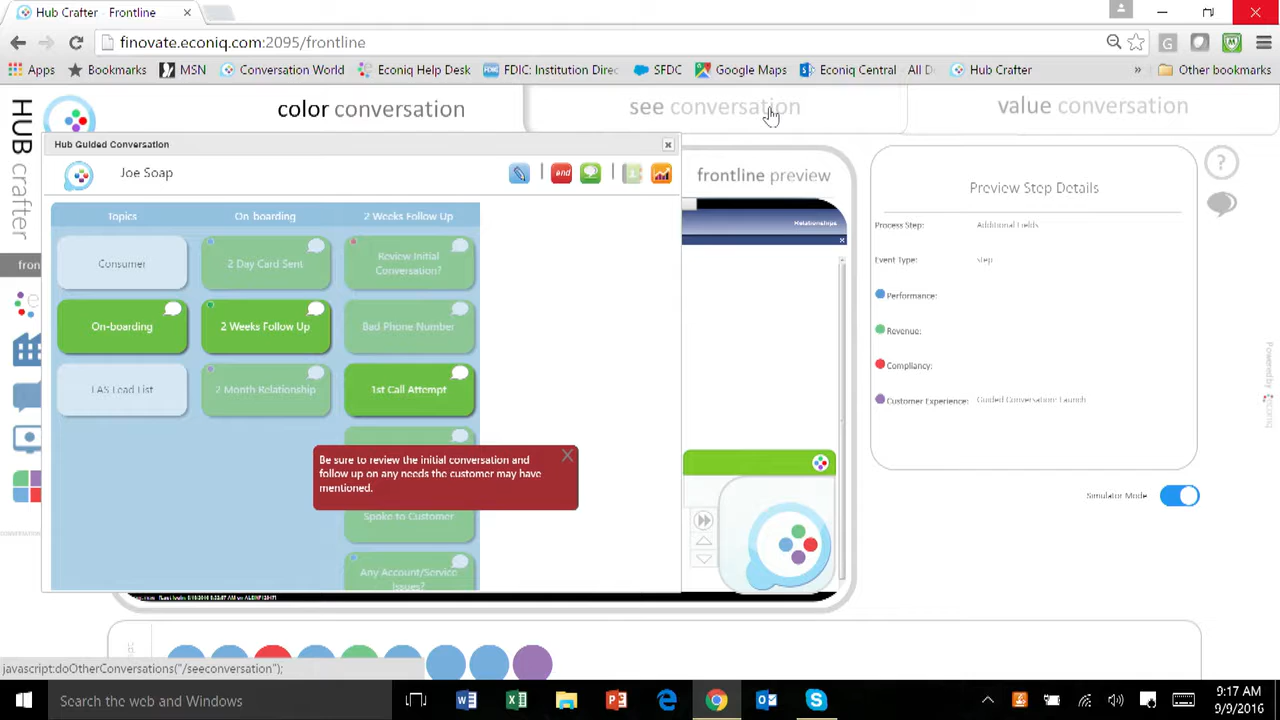 Hub Crafter - Frontline
finovate.econiq.com:2095/frontline
Apps Bookmarks MSN Conversation World Econiq Help Desk FDIC: Institution Direc SFDC Google Maps Econiq Central All D Hub Crafter » Other bookmarks
HUB crafter
color conversation
see conversation
value conversation
Hub Guided Conversation
Joe Soap
end
Topics
On-boarding
2 Weeks Follow Up
Consumer
2 Day Card Sent
Review Initial
Conversation?
On-boarding
2 Weeks Follow Up
Bad Phone Number
LAS Lead List
2 Month Relationship
1st Call Attempt
Be sure to review the initial conversation and
follow up on any needs the customer may have
mentioned.
Spoke to Customer
Any Account/Service
Issues?
frontline preview
Relationships
Preview Step Details
Process Step: Additional Fields
Event Type: step
Performance:
Revenue:
Compliancy:
Customer Experience: Guided Conversation: Launch
Simulator Mode
Powered by econiq
fron
javascript:doOtherConversations("/seeconversation");
Search the web and Windows
9:17 AM
9/9/2016